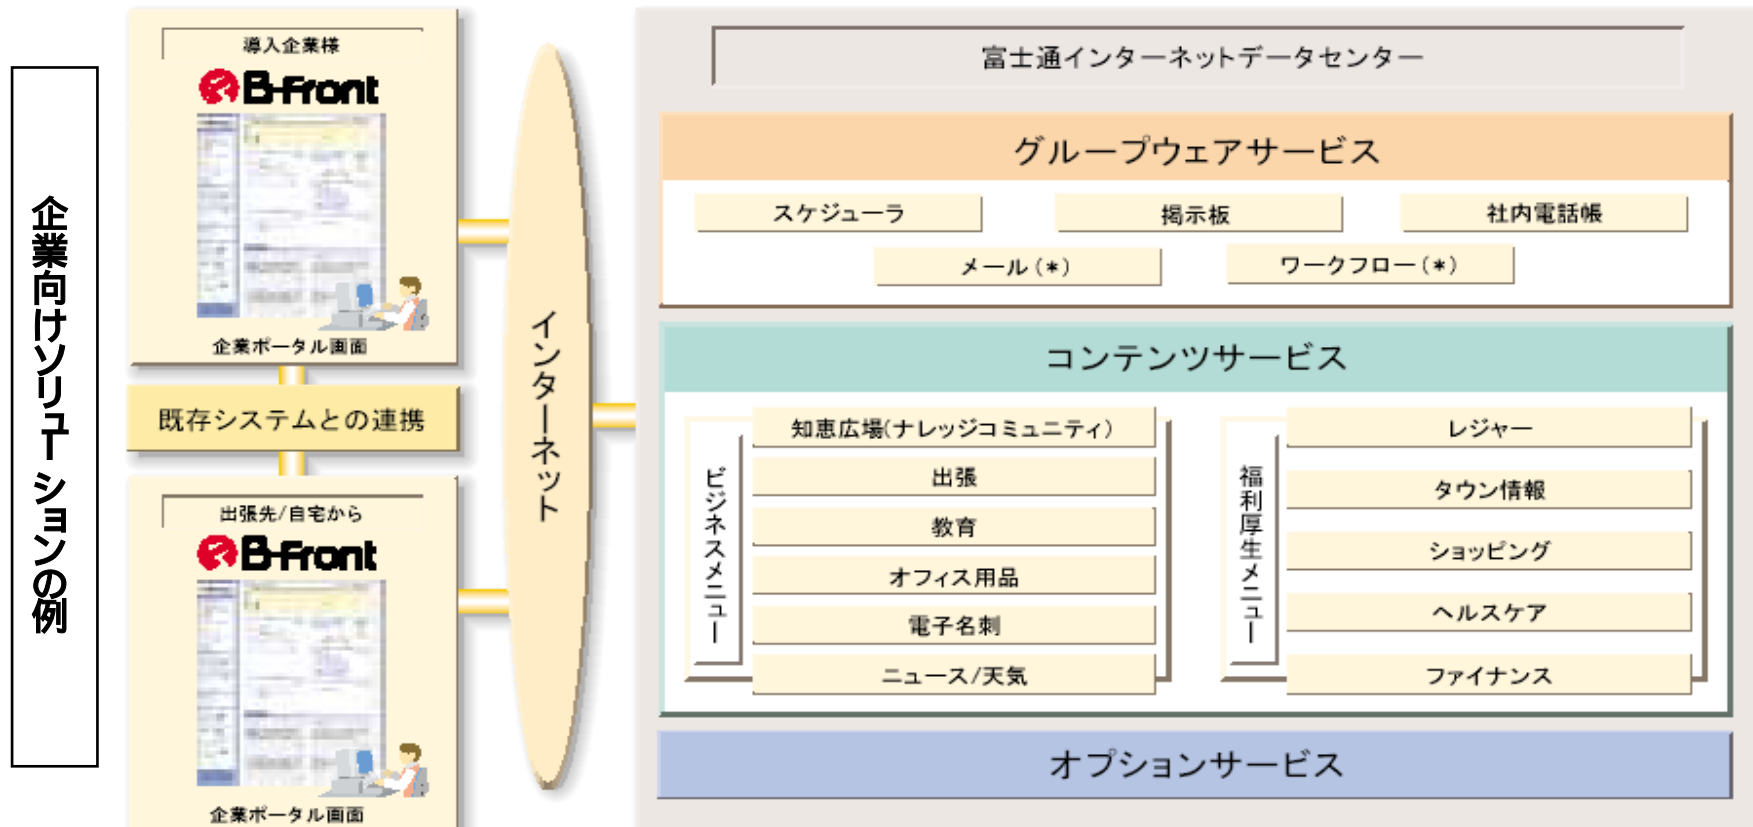 企業向けソリューションの例
導入企業様
B-Front
企業ポータル画面
既存システムとの連携
出張先/自宅から
B-Front
企業ポータル画面
インターネット
富士通インターネットデータセンター
グループウェアサービス
スケジューラ
掲示板
社内電話帳
メール(*)
ワークフロー(*)
コンテンツサービス
ビジネスメニュー
知恵広場(ナレッジコミュニティ)
出張
教育
オフィス用品
電子名刺
ニュース/天気
福利厚生メニュー
レジャー
タウン情報
ショッピング
ヘルスケア
ファイナンス
オプションサービス